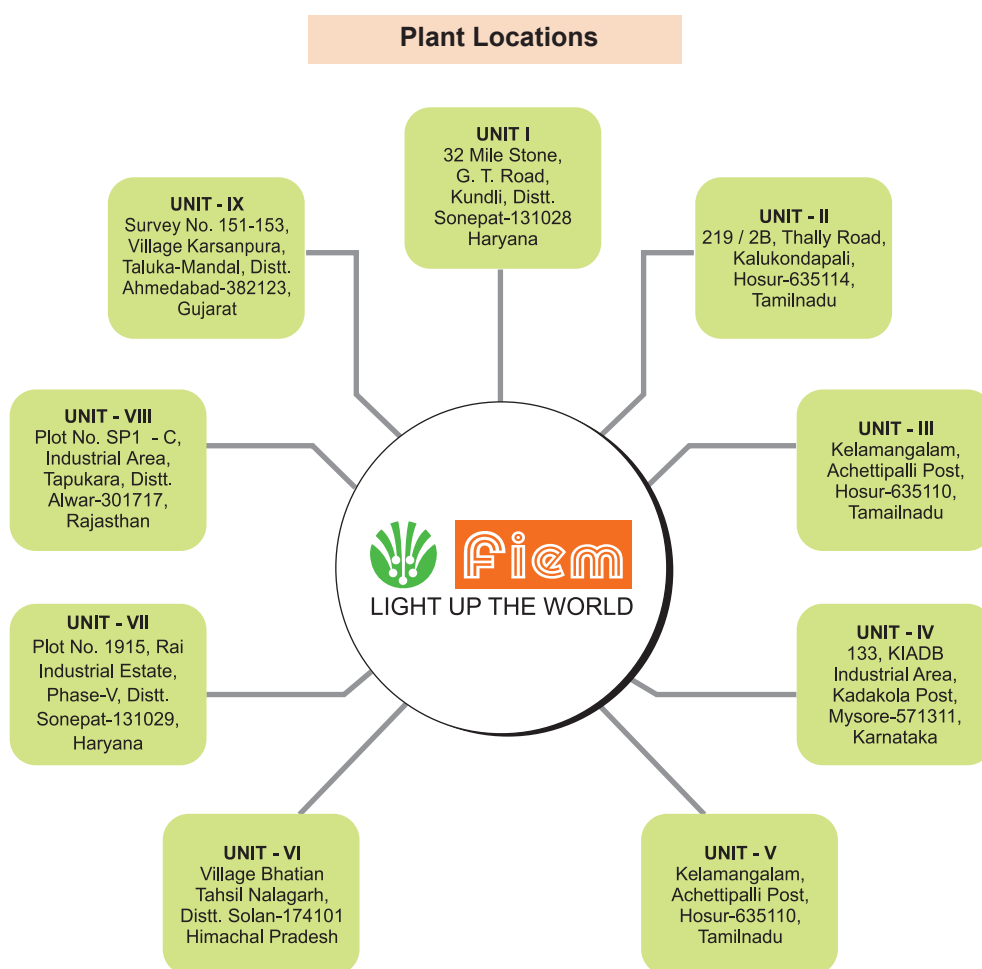 Plant Locations
UNIT I
32 Mile Stone,
G. T. Road,
Kundli, Distt.
Sonepat-131028
Haryana
UNIT - II
219 / 2B, Thally Road,
Kalukondapali,
Hosur-635114,
Tamilnadu
UNIT - III
Kelamangalam,
Achettipalli Post,
Hosur-635110,
Tamailnadu
UNIT - IV
133, KIADB
Industrial Area,
Kadakola Post,
Mysore-571311,
Karnataka
UNIT - V
Kelamangalam,
Achettipalli Post,
Hosur-635110,
Tamilnadu
UNIT - VI
Village Bhatian
Tahsil Nalagarh,
Distt. Solan-174101
Himachal Pradesh
UNIT - VII
Plot No. 1915, Rai
Industrial Estate,
Phase-V, Distt.
Sonepat-131029,
Haryana
UNIT - VIII
Plot No. SP1 - C,
Industrial Area,
Tapukara, Distt.
Alwar-301717,
Rajasthan
UNIT - IX
Survey No. 151-153,
Village Karsanpura,
Taluka-Mandal, Distt.
Ahmedabad-382123,
Gujarat
Fiem
LIGHT UP THE WORLD